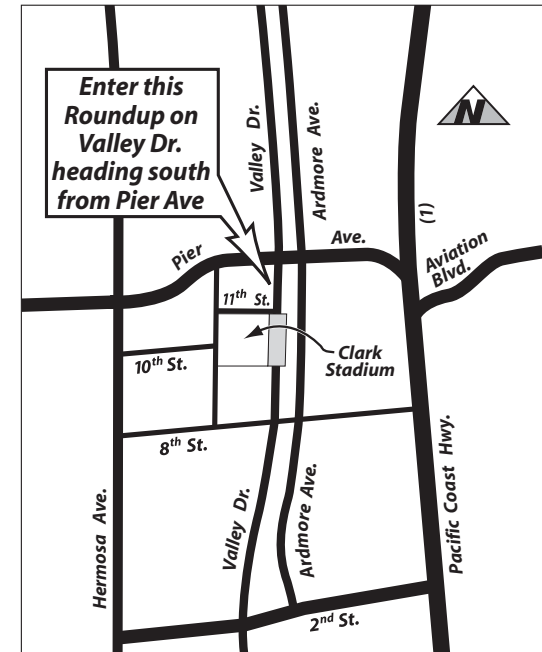 Enter this
Roundup on
Valley Dr.
heading south
from Pier Ave
Valley Dr.
Ardmore Ave.
N
(1)
Pier
Ave.
Aviation
Blvd.
11th St.
10th St.
Clark
Stadium
8th St.
Hermosa Ave.
Valley Dr.
Ardmore Ave.
Pacific Coast Hwy.
2nd St.